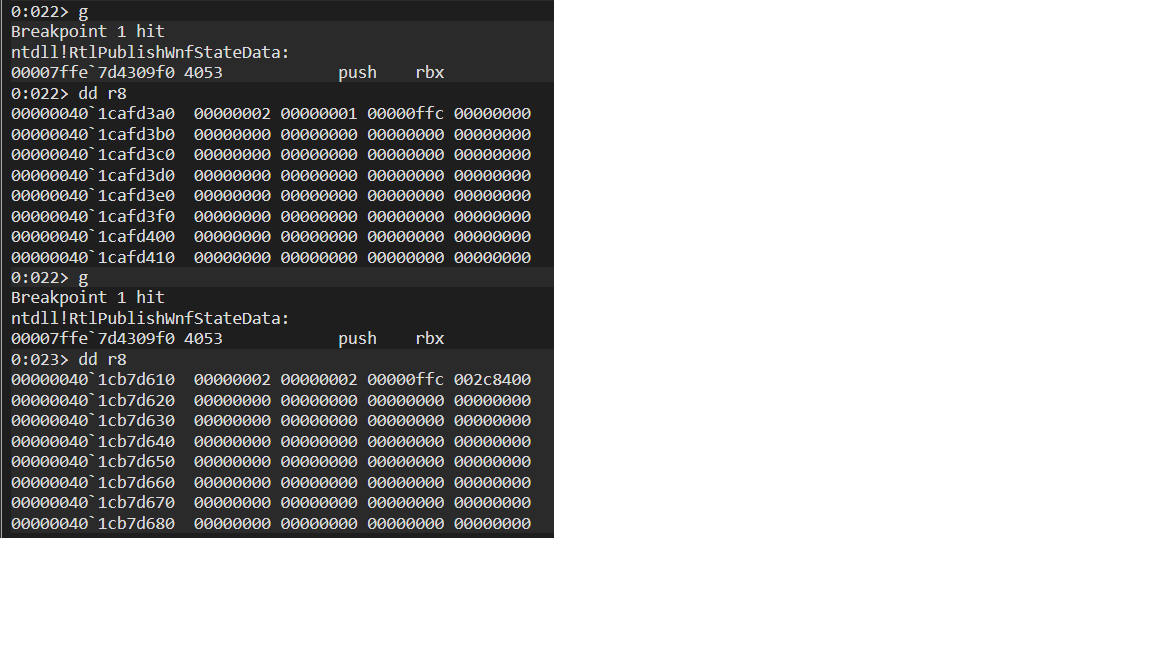 0:022> g
Breakpoint 1 hit
ntdll!RtlPublishWnfStateData:
00007ffe`7d4309f0 4053            push    rbx
0:022> dd r8
00000040`1cafd3a0  00000002 00000001 00000ffc 00000000
00000040`1cafd3b0  00000000 00000000 00000000 00000000
00000040`1cafd3c0  00000000 00000000 00000000 00000000
00000040`1cafd3d0  00000000 00000000 00000000 00000000
00000040`1cafd3e0  00000000 00000000 00000000 00000000
00000040`1cafd3f0  00000000 00000000 00000000 00000000
00000040`1cafd400  00000000 00000000 00000000 00000000
00000040`1cafd410  00000000 00000000 00000000 00000000
0:022> g
Breakpoint 1 hit
ntdll!RtlPublishWnfStateData:
00007ffe`7d4309f0 4053            push    rbx
0:023> dd r8
00000040`1cb7d610  00000002 00000002 00000ffc 002c8400
00000040`1cb7d620  00000000 00000000 00000000 00000000
00000040`1cb7d630  00000000 00000000 00000000 00000000
00000040`1cb7d640  00000000 00000000 00000000 00000000
00000040`1cb7d650  00000000 00000000 00000000 00000000
00000040`1cb7d660  00000000 00000000 00000000 00000000
00000040`1cb7d670  00000000 00000000 00000000 00000000
00000040`1cb7d680  00000000 00000000 00000000 00000000